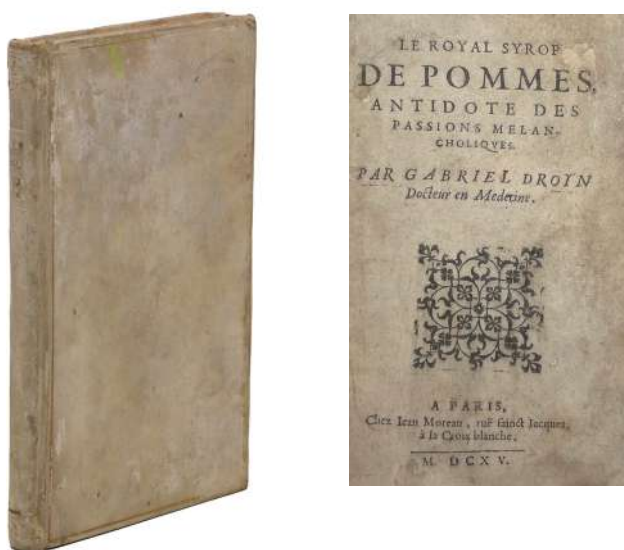 LE ROYAL SYROP
DE POMMES,
ANTIDOTE DES
PASSIONS MELAN-
CHOLIQVES.
PAR GABRIEL DROYN
Docteur en Medecine.
A PARIS,
Chez Iean Moreau, ruë sainct Iacques,
à la Croix blanche.
M. DCXV.